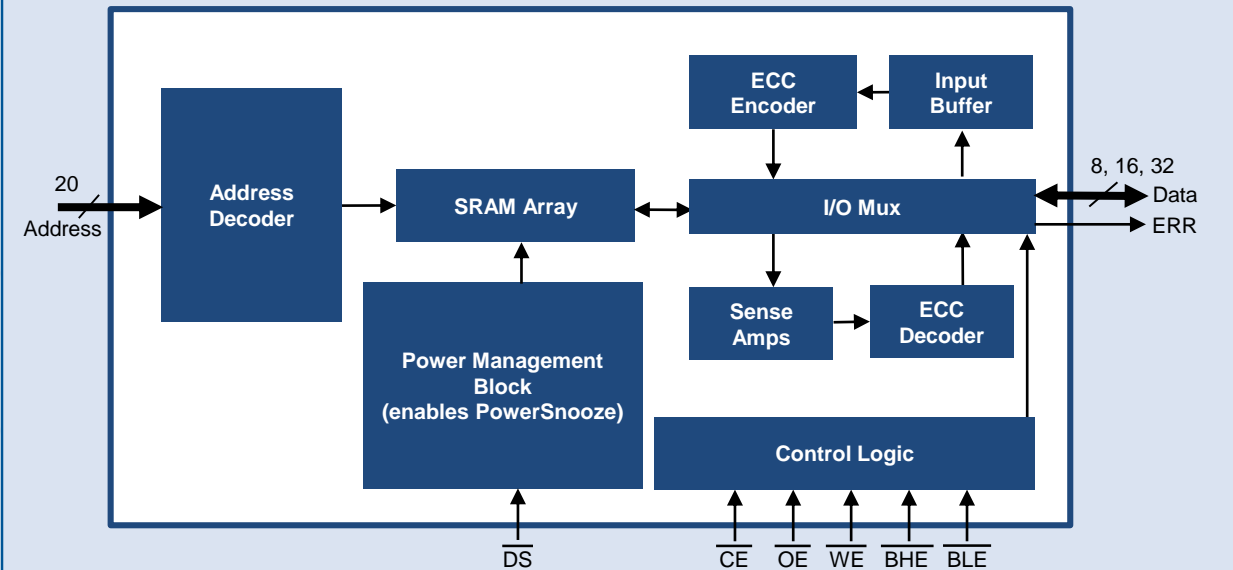 ECC
Encoder
Input
Buffer
20
Address
Address
Decoder
SRAM Array
I/O Mux
8, 16, 32
Data
ERR
Sense
Amps
ECC
Decoder
Power Management
Block
(enables PowerSnooze)
Control Logic
DS
CE
OE
WE
BHE
BLE